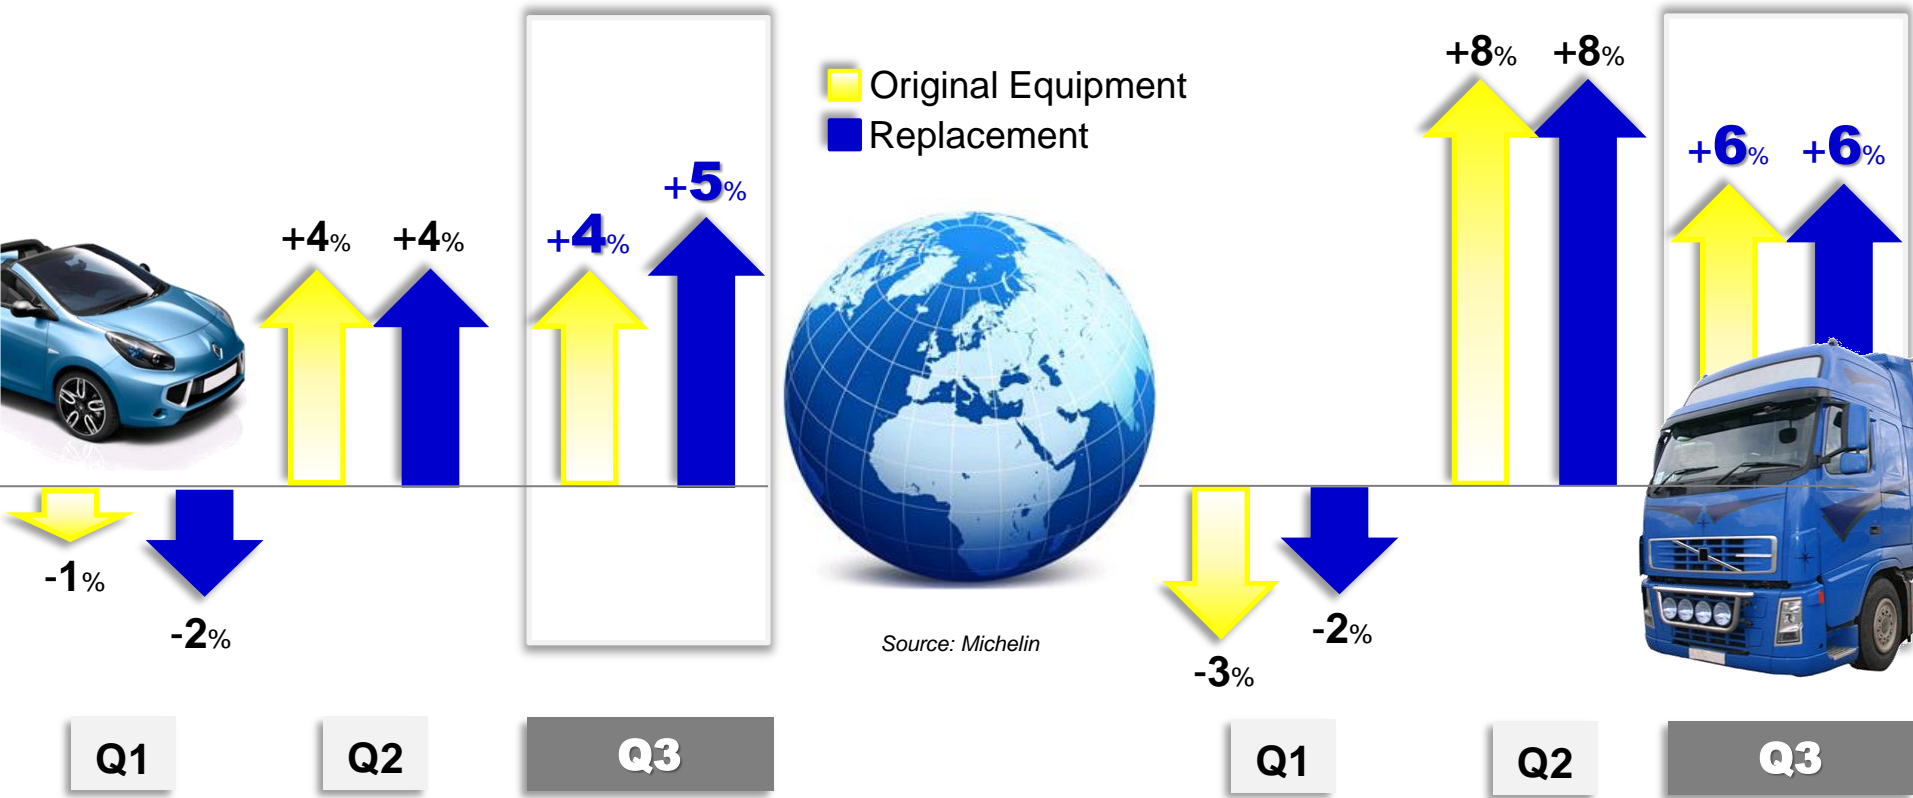 +8% +8%
Original Equipment
Replacement
+6% +6%
+5%
+4% +4% +4%
-1%
-2%
-2%
-3%
Source: Michelin
Q1 Q2 Q3 Q1 Q2 Q3